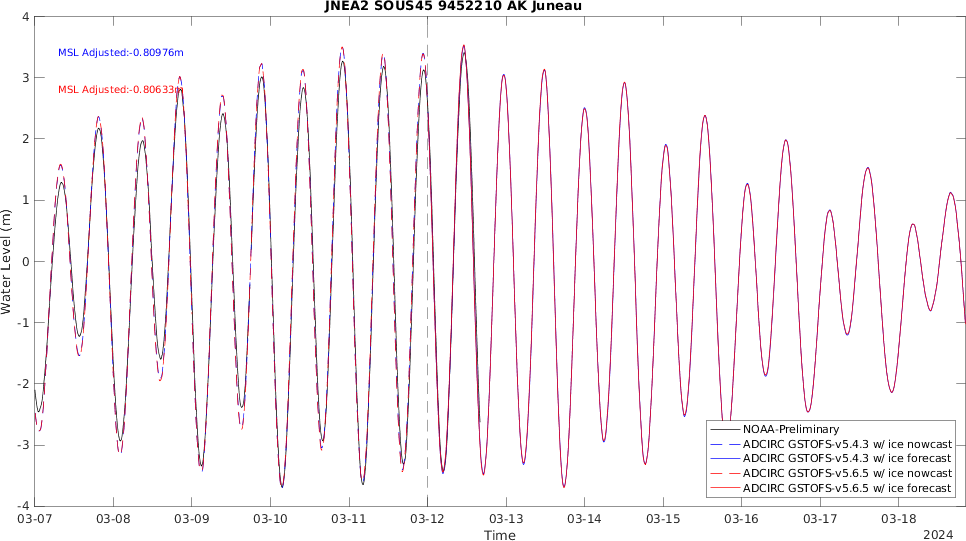 JNEA2 SOUS45 9452210 AK Juneau
4
MSL Adjusted:-0.80976m
3
MSL Adjusted:-0.80633m
2
1
0
Water Level (m)
-1
-2
-3
NOAA-Preliminary
ADCIRC GSTOFS-v5.4.3 w/ ice nowcast
ADCIRC GSTOFS-v5.4.3 w/ ice forecast
ADCIRC GSTOFS-v5.6.5 w/ ice nowcast
ADCIRC GSTOFS-v5.6.5 w/ ice forecast
-4
03-07 03-08 03-09 03-10 03-11 03-12 03-13 03-14 03-15 03-16 03-17 03-18
Time
2024